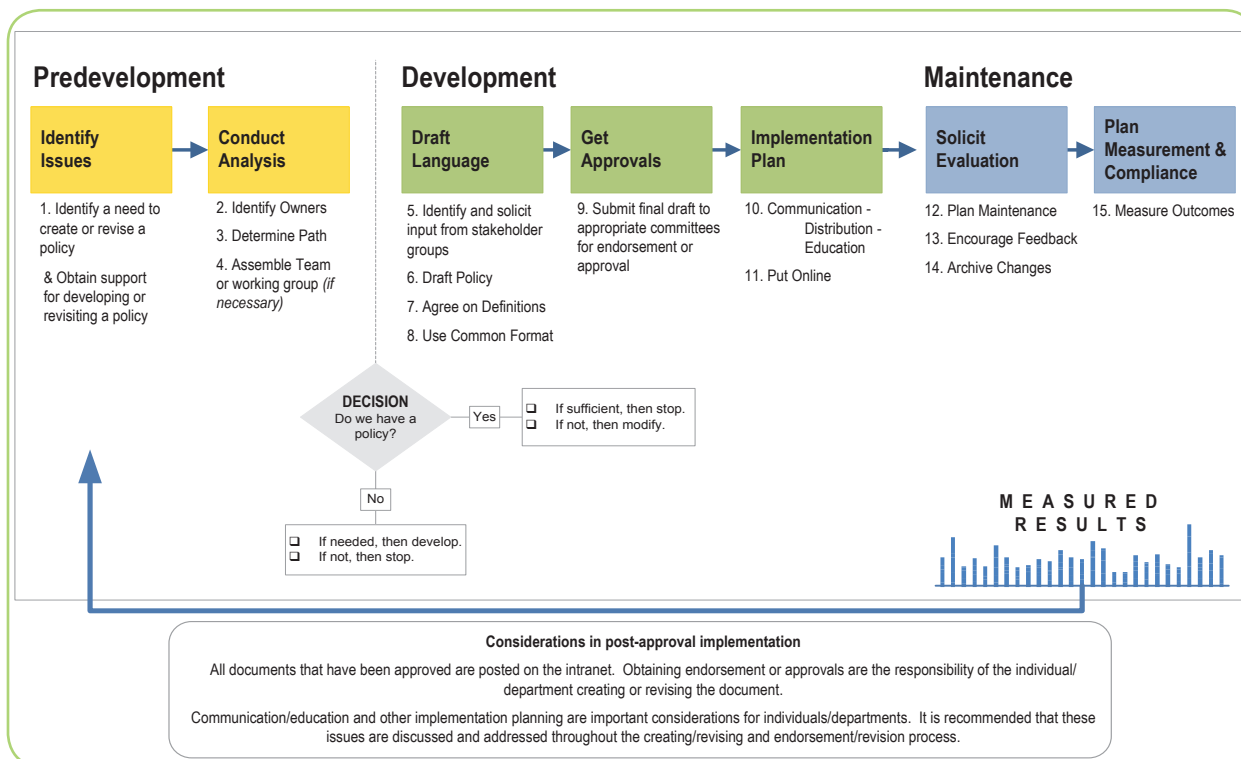 Predevelopment
Identify
Issues
1. Identify a need to
create or revise a
policy
& Obtain support
for developing or
revisiting a policy
Conduct
Analysis
2. Identify Owners
3. Determine Path
4. Assemble Team
or working group (if
necessary)
Development
Draft
Language
5. Identify and solicit
input from stakeholder
groups
6. Draft Policy
7. Agree on Definitions
8. Use Common Format
Get
Approvals
9. Submit final draft to
appropriate committees
for endorsement or
approval
Implementation
Plan
10. Communication -
Distribution -
Education
11. Put Online
Maintenance
Solicit
Evaluation
12. Plan Maintenance
13. Encourage Feedback
14. Archive Changes
Plan
Measurement &
Compliance
15. Measure Outcomes
DECISION
Do we have a
policy?
Yes
If sufficient, then stop.
If not, then modify.
No
If needed, then develop.
If not, then stop.
MEASURED
RESULTS
Considerations in post-approval implementation
All documents that have been approved are posted on the intranet. Obtaining endorsement or approvals are the responsibility of the individual/
department creating or revising the document.
Communication/education and other implementation planning are important considerations for individuals/departments. It is recommended that these
issues are discussed and addressed throughout the creating/revising and endorsement/revision process.